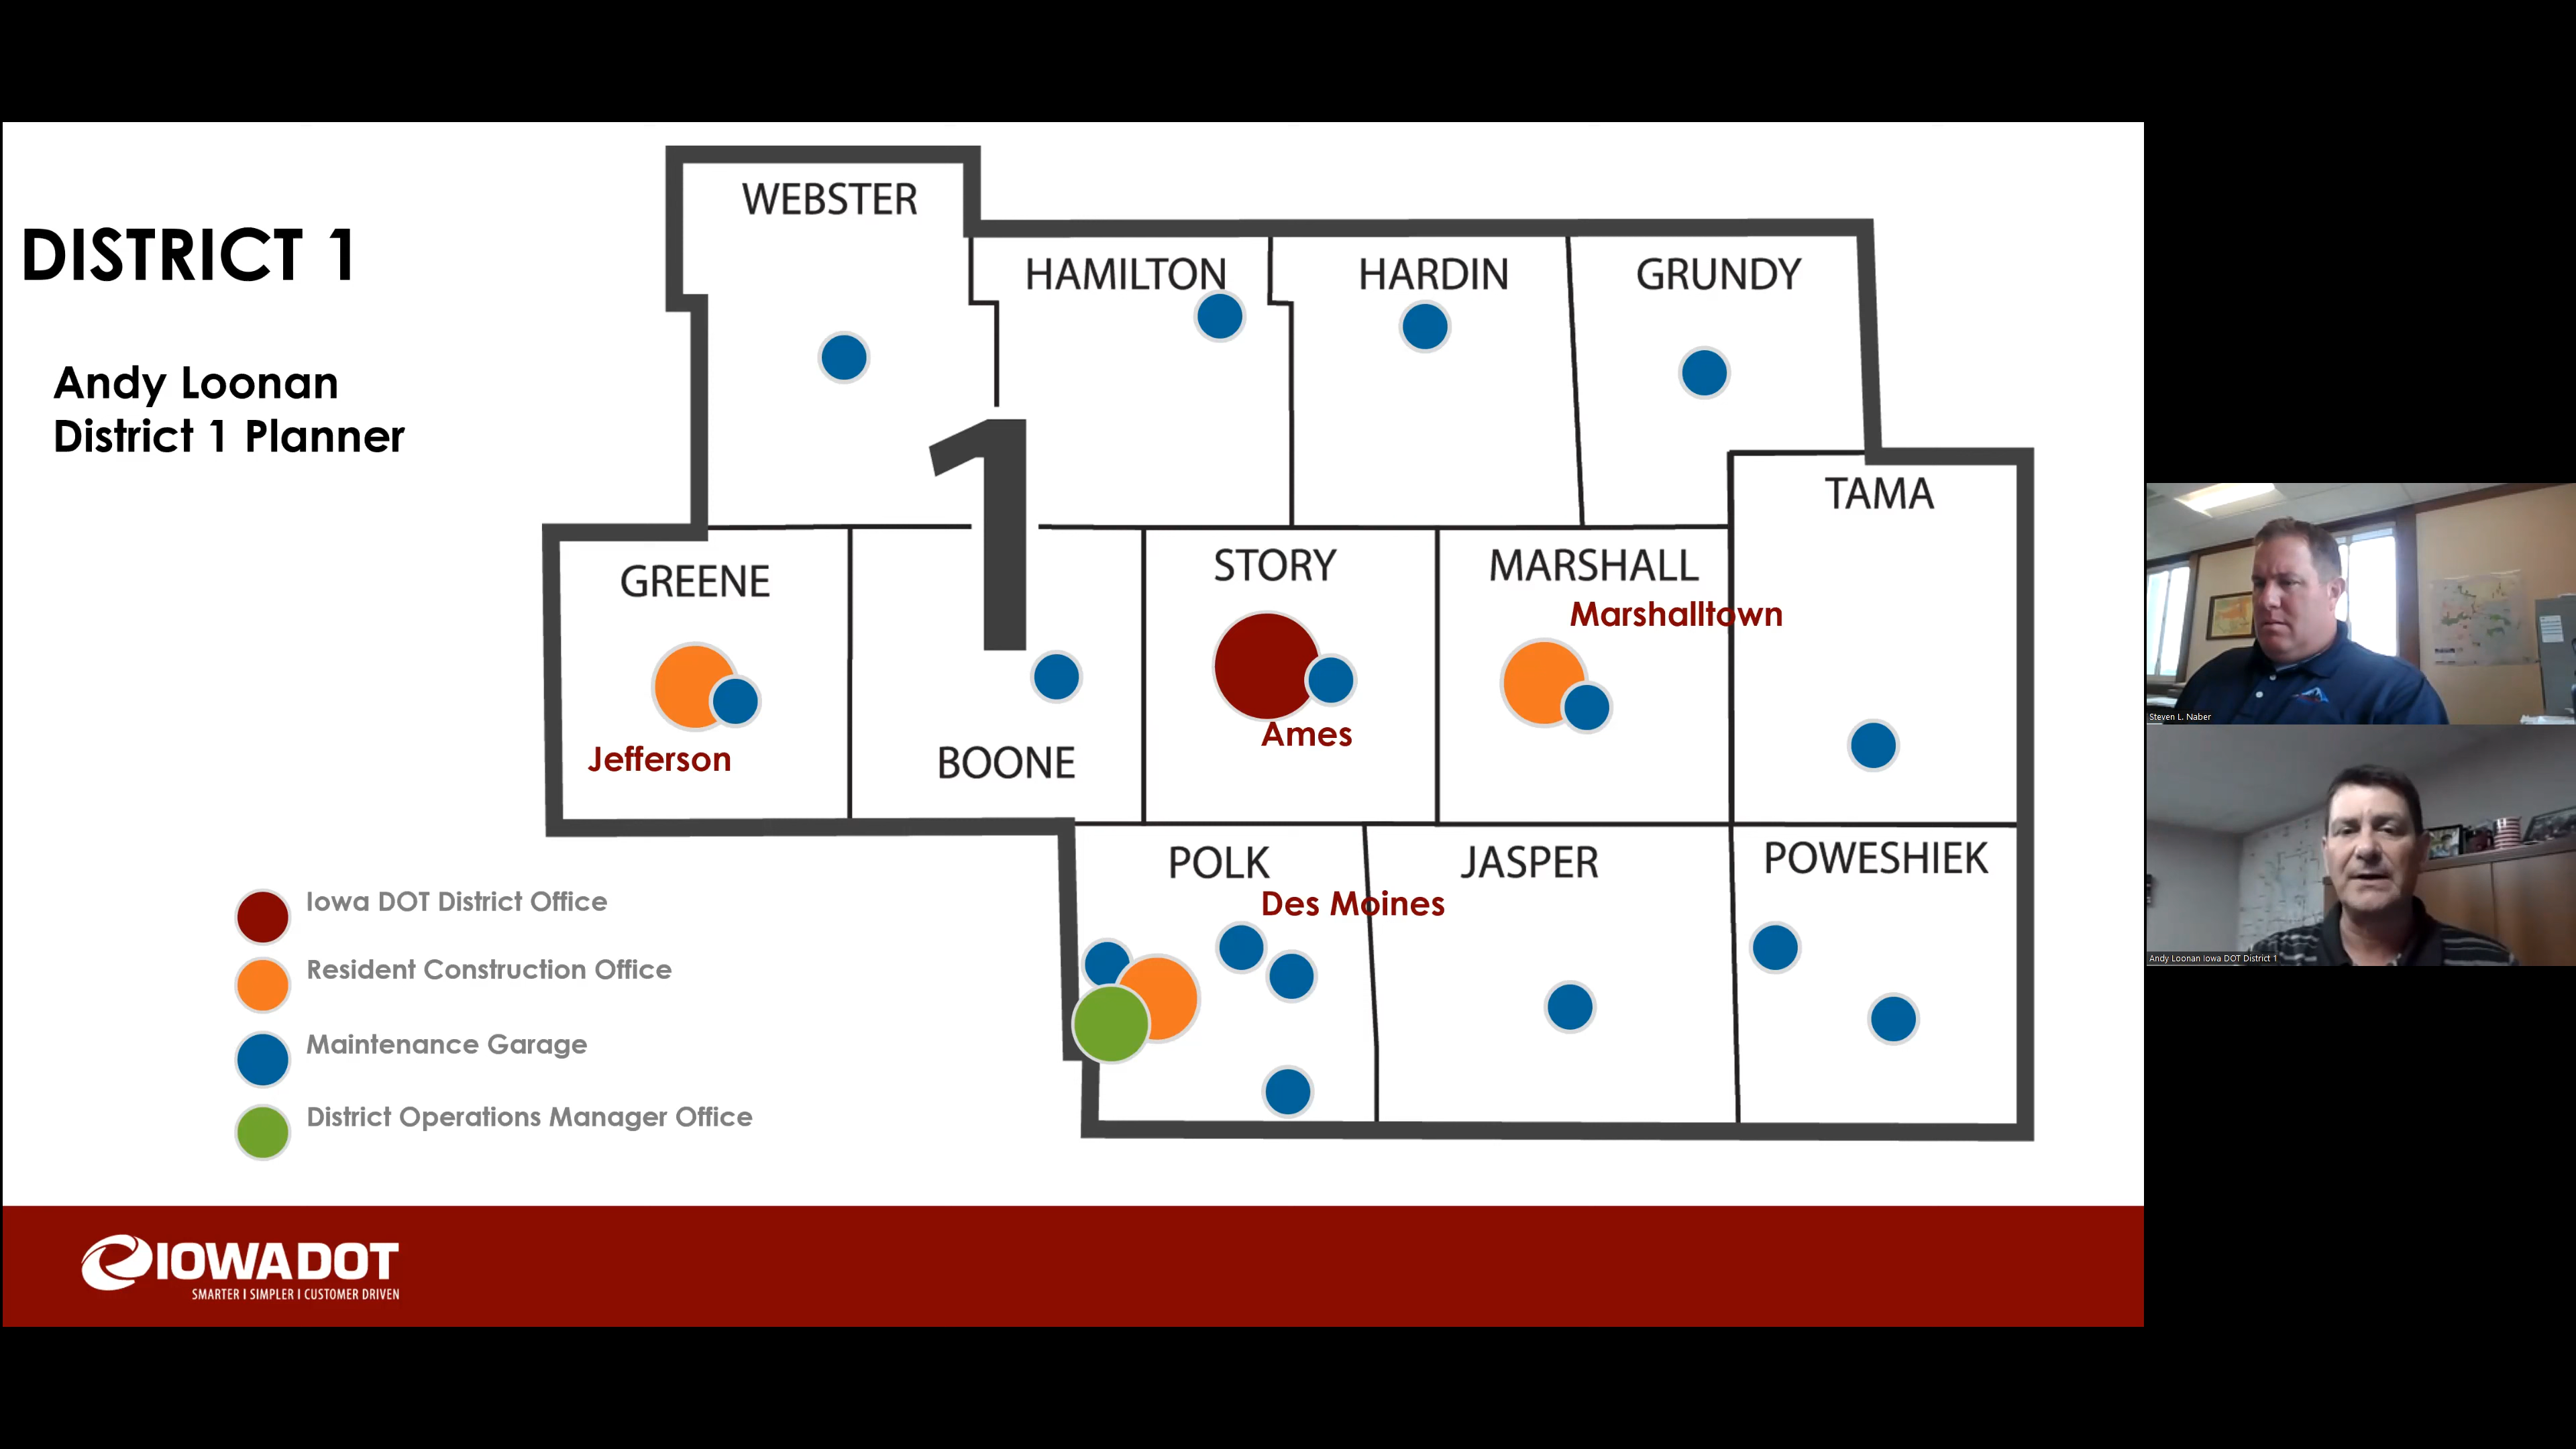 DISTRICT 1
Andy Loonan
District 1 Planner
WEBSTER
HAMILTON
HARDIN
GRUNDY
TAMA
1
GREENE
Jefferson
BOONE
STORY
Ames
MARSHALL
Marshalltown
POLK
Des Moines
JASPER
POWESHIEK
Iowa DOT District Office
Resident Construction Office
Maintenance Garage
District Operations Manager Office
IOWADOT
SMARTER I SIMPLER I CUSTOMER DRIVEN
Steven L. Naber
Andy Loonan Iowa DOT District 1